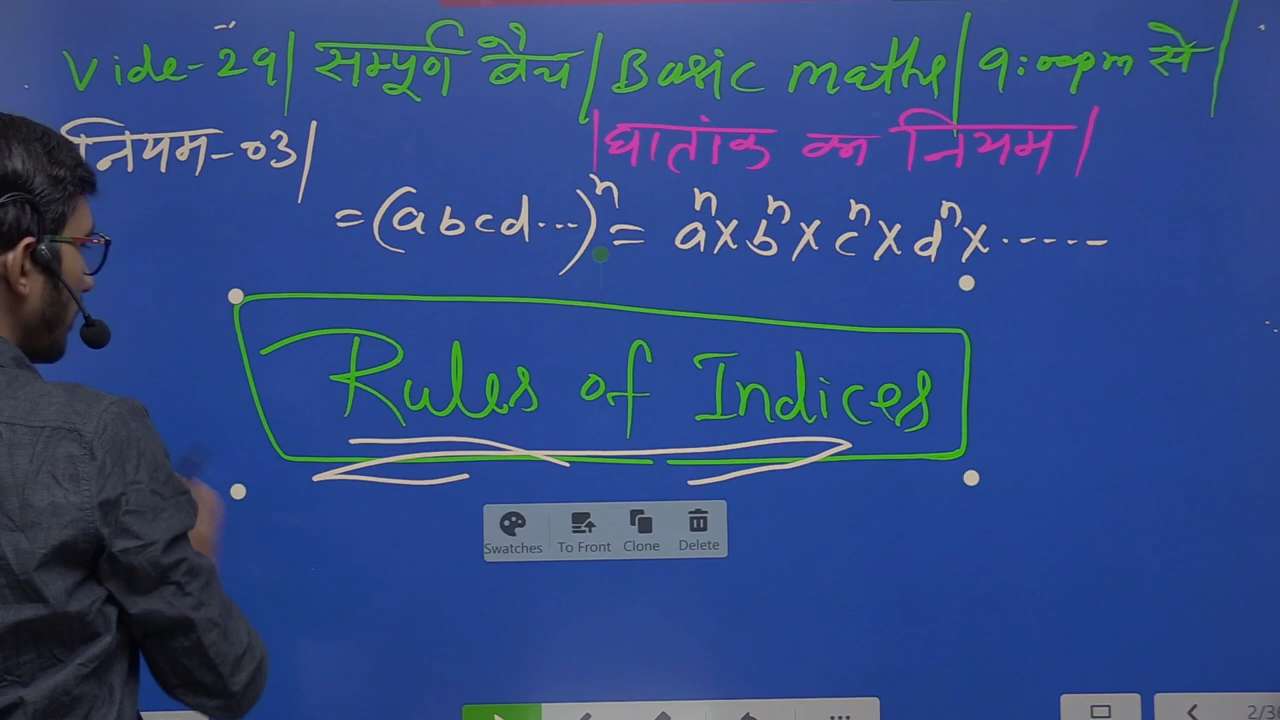 Vide-29| सम्पूर्ण बैच | Basic maths | 9:00pm से |
नियम-03| |घातांक का नियम|
=(abcd...)ⁿ = aⁿ× bⁿ× cⁿ× dⁿ×......
Rules of Indices
Swatches To Front Clone Delete